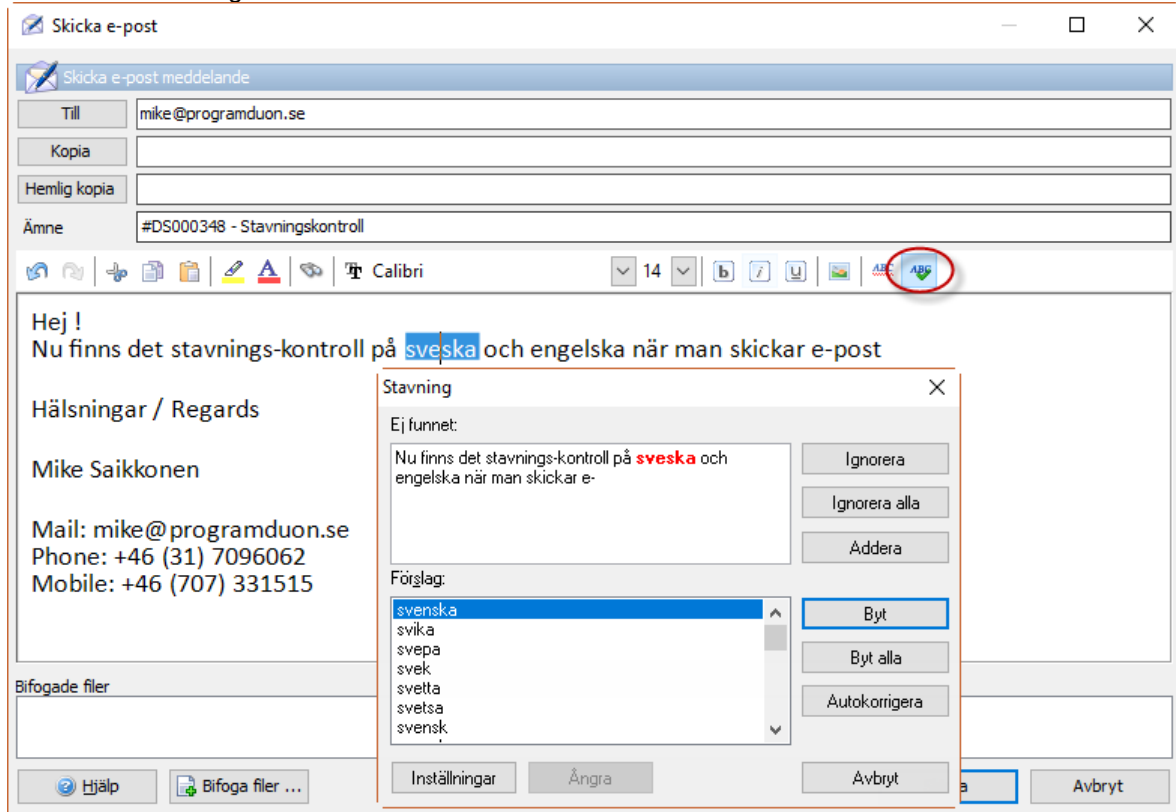 Skicka e-post
Skicka e-post meddelande
Till mike@programduon.se
Kopia
Hemlig kopia
Ämne #DS000348 - Stavningskontroll
Calibri 14 b i u ABC ABC
Hej !
Nu finns det stavnings-kontroll på sveska och engelska när man skickar e-post
Hälsningar / Regards
Mike Saikkonen
Mail: mike@programduon.se
Phone: +46 (31) 7096062
Mobile: +46 (707) 331515
Stavning
Ej funnet:
Nu finns det stavnings-kontroll på sveska och
engelska när man skickar e-
Ignorera
Ignorera alla
Addera
Förslag:
svenska
svika
svepa
svek
svetta
svetsa
svensk
Byt
Byt alla
Autokorrigera
Inställningar Ångra Avbryt
Bifogade filer
Hjälp Bifoga filer ... Avbryt